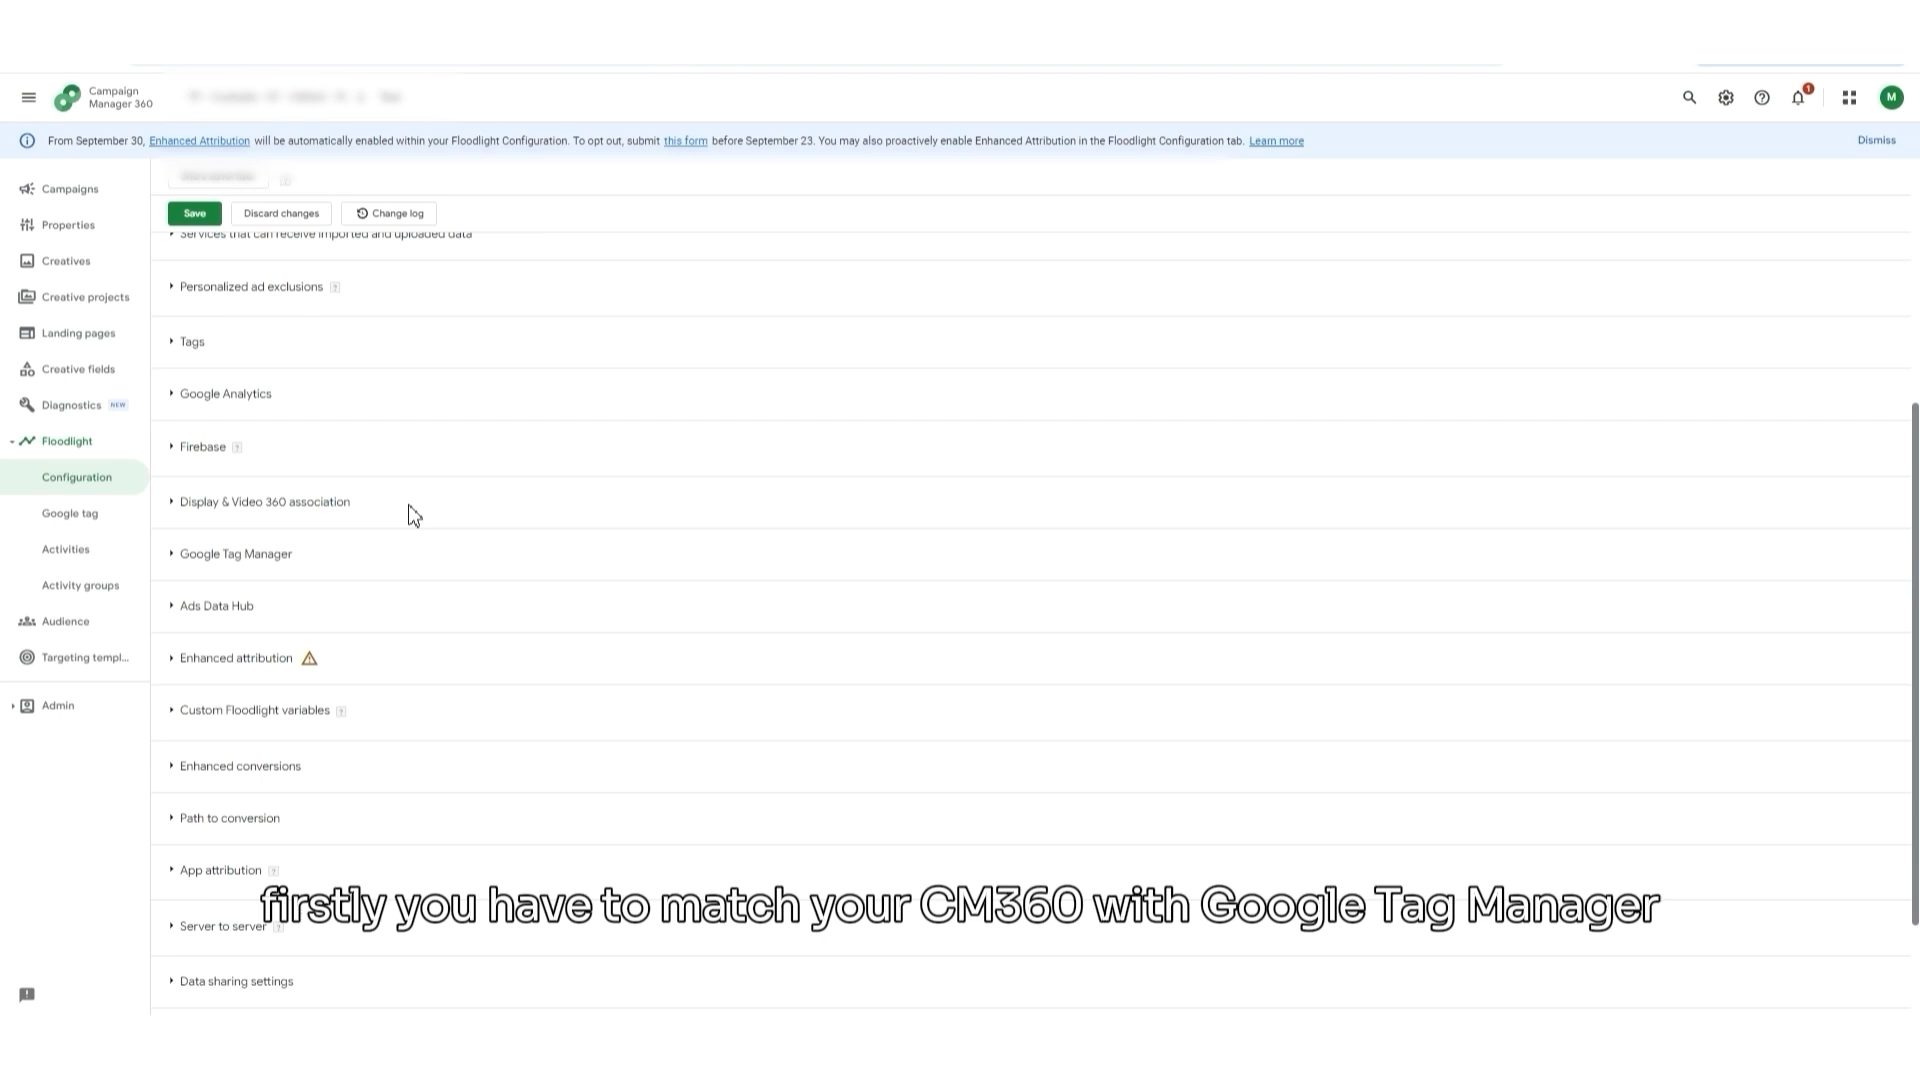 Campaign
Manager 360
1
M
From September 30, Enhanced Attribution will be automatically enabled within your Floodlight Configuration. To opt out, submit this form before September 23. You may also proactively enable Enhanced Attribution in the Floodlight Configuration tab. Learn more
Dismiss
Campaigns
Properties
Creatives
Creative projects
Landing pages
Creative fields
Diagnostics NEW
Floodlight
Configuration
Google tag
Activities
Activity groups
Audience
Targeting templ...
Admin
Save
Discard changes
Change log
Services that can receive imported and uploaded data
Personalized ad exclusions ?
Tags
Google Analytics
Firebase ?
Display & Video 360 association
Google Tag Manager
Ads Data Hub
Enhanced attribution
Custom Floodlight variables ?
Enhanced conversions
Path to conversion
App attribution ?
firstly you have to match your CM360 with Google Tag Manager
Server to server ?
Data sharing settings